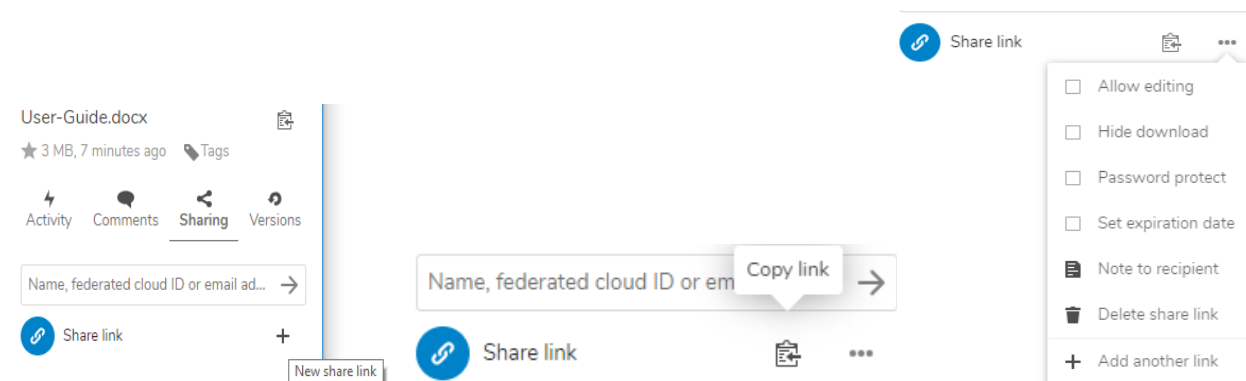 User-Guide.docx
3 MB, 7 minutes ago Tags
Activity Comments Sharing Versions
Name, federated cloud ID or email ad...
Share link
New share link
Name, federated cloud ID or em
Copy link
Share link
Share link
Allow editing
Hide download
Password protect
Set expiration date
Note to recipient
Delete share link
Add another link